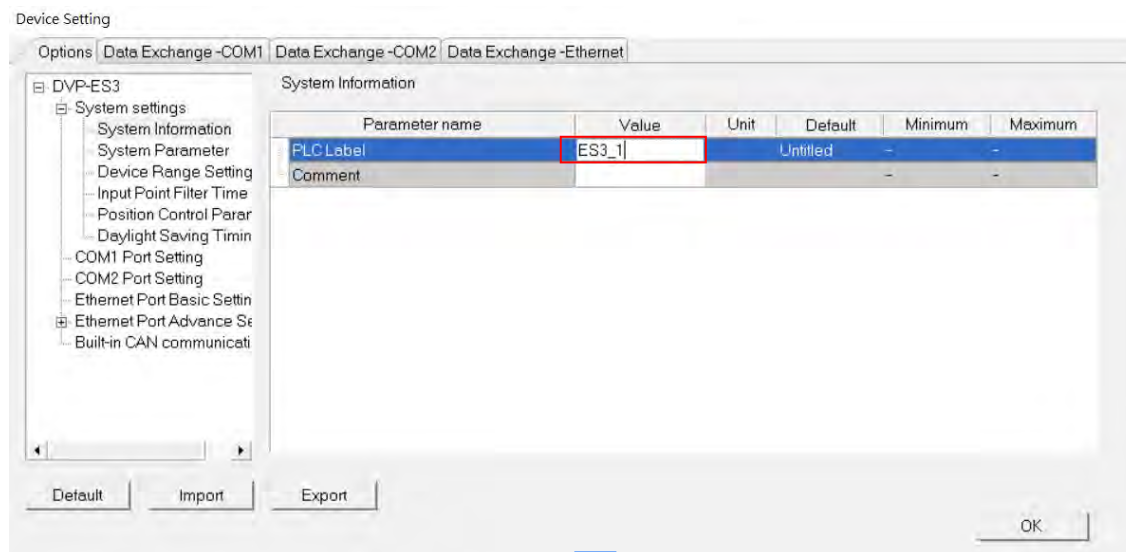 Device Setting
Options Data Exchange -COM1 Data Exchange -COM2 Data Exchange -Ethernet
DVP-ES3
System settings
System Information
System Parameter
Device Range Setting
Input Point Filter Time
Position Control Parar
Daylight Saving Timin
COM1 Port Setting
COM2 Port Setting
Ethernet Port Basic Settin
Ethernet Port Advance Se
Built-in CAN communicati
System Information
Parameter name Value Unit Default Minimum Maximum
PLC Label ES3_1 Untitled - -
Comment - -
Default Import Export
OK